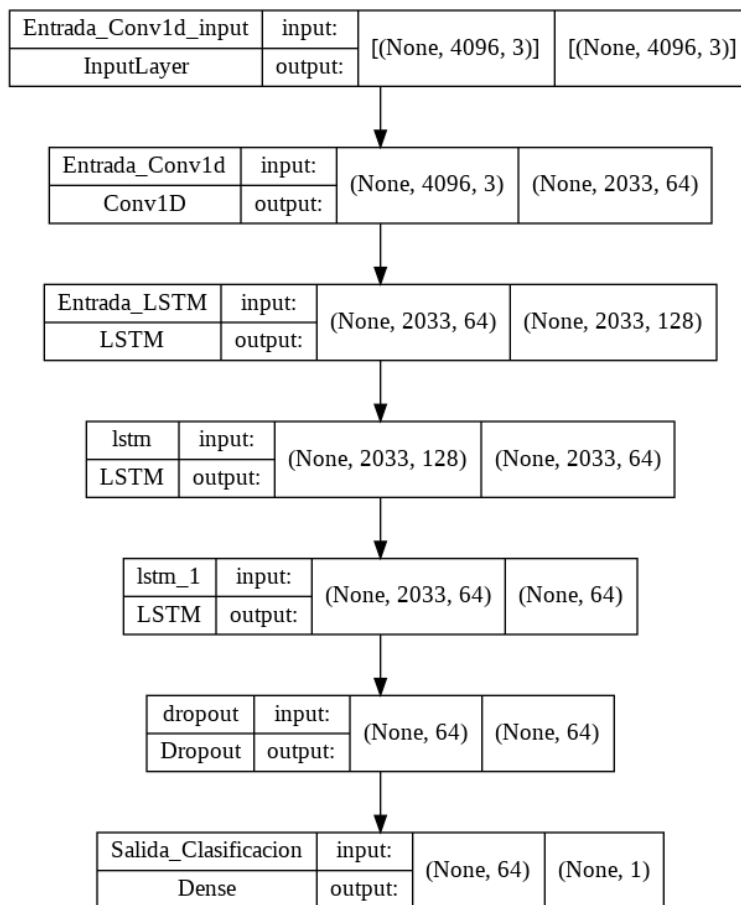 Entrada_Conv1d_input input: [(None, 4096, 3)] [(None, 4096, 3)]
InputLayer output:
Entrada_Conv1d input: (None, 4096, 3) (None, 2033, 64)
Conv1D output:
Entrada_LSTM input: (None, 2033, 64) (None, 2033, 128)
LSTM output:
lstm input: (None, 2033, 128) (None, 2033, 64)
LSTM output:
lstm_1 input: (None, 2033, 64) (None, 64)
LSTM output:
dropout input: (None, 64) (None, 64)
Dropout output:
Salida_Clasificacion input: (None, 64) (None, 1)
Dense output: